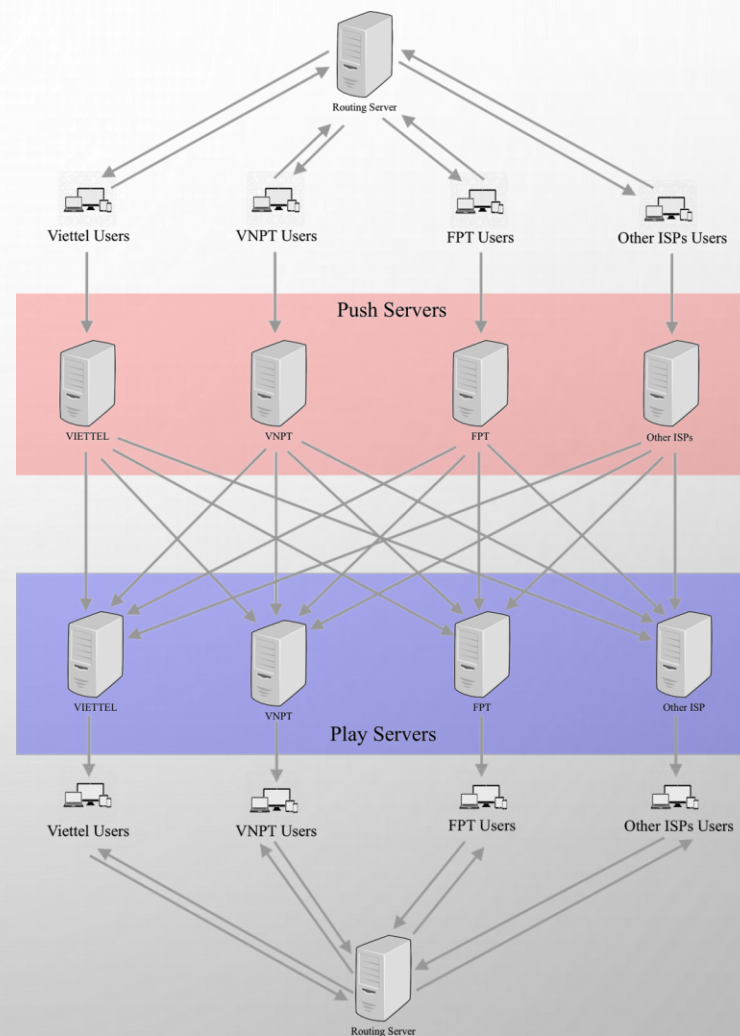 Routing Server
Viettel Users
VNPT Users
FPT Users
Other ISPs Users
Push Servers
VIETTEL
VNPT
FPT
Other ISPs
VIETTEL
VNPT
FPT
Other ISP
Play Servers
Viettel Users
VNPT Users
FPT Users
Other ISPs Users
Routing Server